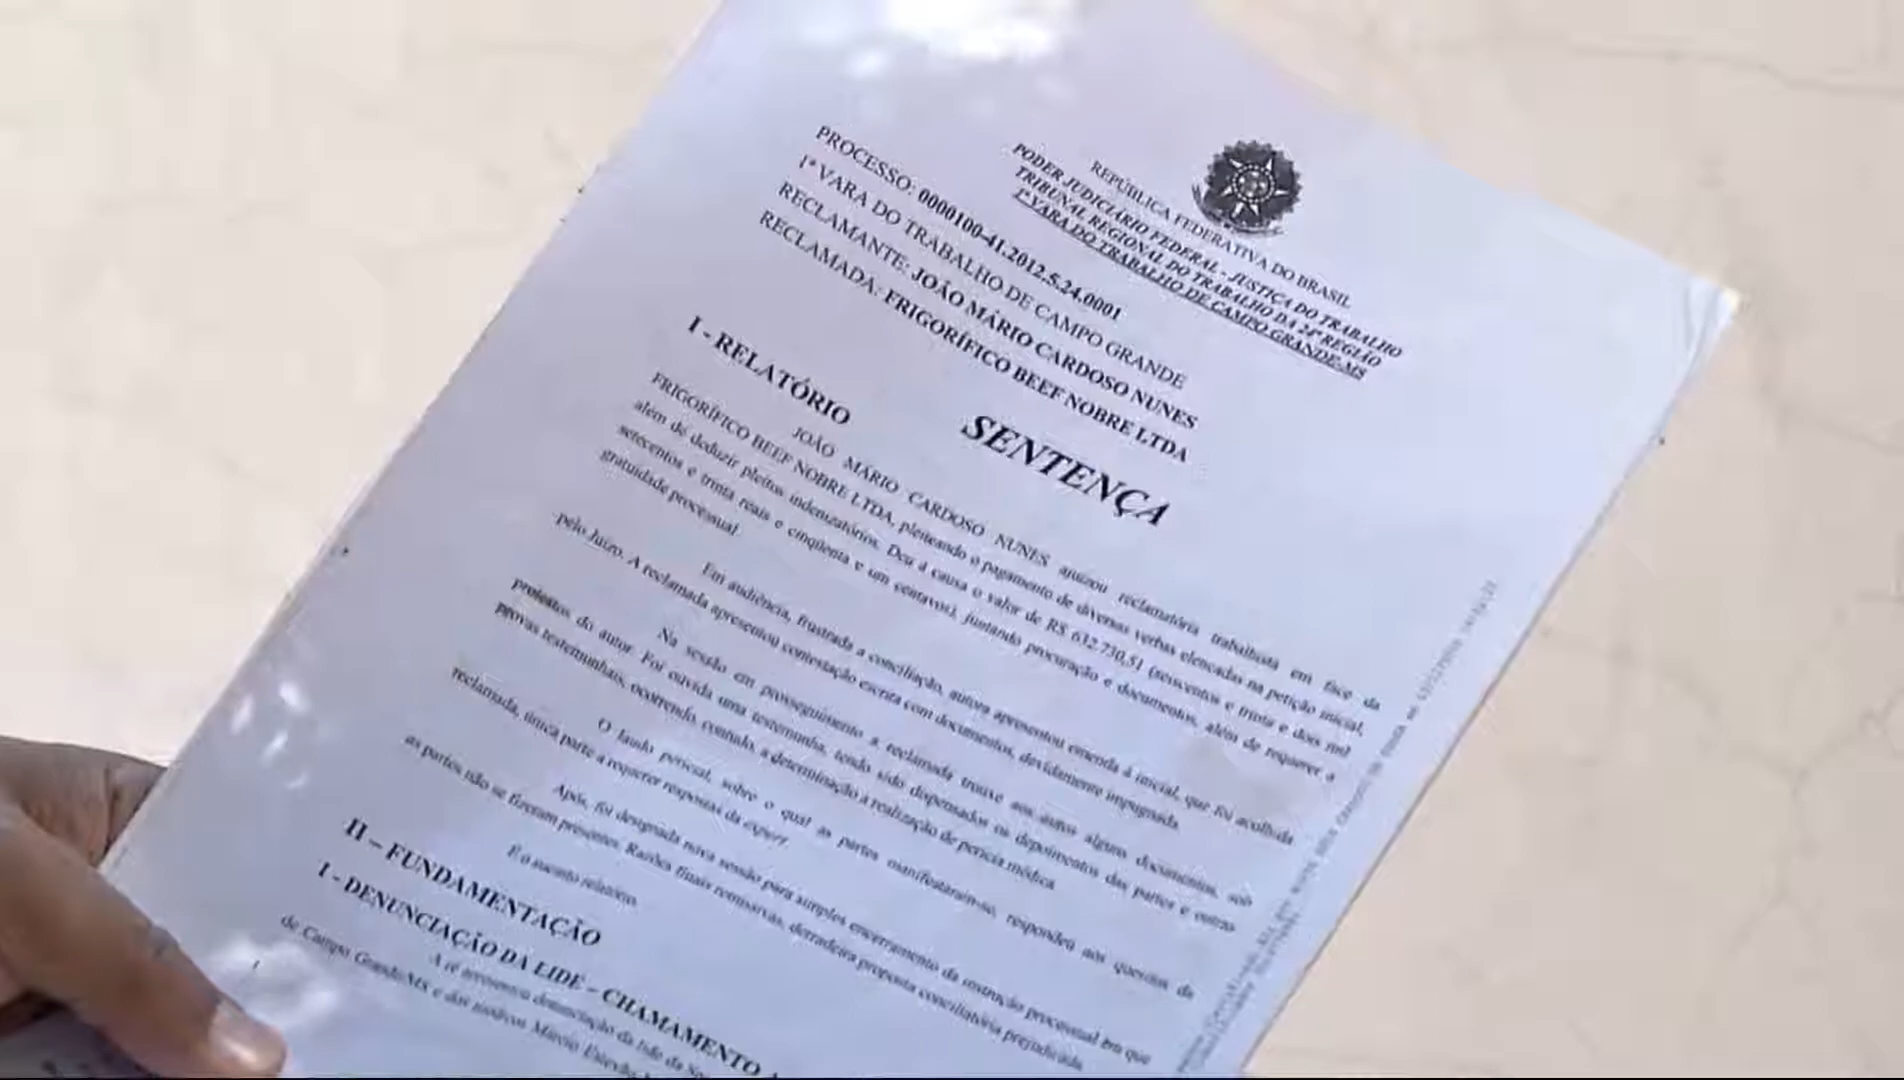 REPÚBLICA FEDERATIVA DO BRASIL
PODER JUDICIÁRIO FEDERAL - JUSTIÇA DO TRABALHO
TRIBUNAL REGIONAL DO TRABALHO DA 24ª REGIÃO
1ª VARA DO TRABALHO DE CAMPO GRANDE-MS
PROCESSO: 0000100-41.2012.5.24.0001
1ª VARA DO TRABALHO DE CAMPO GRANDE
RECLAMANTE: JOÃO MÁRIO CARDOSO NUNES
RECLAMADA: FRIGORÍFICO BEEF NOBRE LTDA
SENTENÇA
I - RELATÓRIO
JOÃO MÁRIO CARDOSO NUNES ajuizou reclamatória trabalhista em face da
FRIGORÍFICO BEEF NOBRE LTDA, pleiteando o pagamento de diversas verbas elencadas na petição inicial,
além de deduzir pleitos indenizatórios. Deu à causa o valor de R$ 632.730,51 (seiscentos e trinta e dois mil
setecentos e trinta reais e cinqüenta e um centavos), juntando procuração e documentos, além de requerer a
gratuidade processual.
Em audiência, frustrada a conciliação, autora apresentou emenda à inicial, que foi acolhida
pelo Juízo. A reclamada apresentou contestação escrita com documentos, devidamente impugnada.
Na sessão em prosseguimento a reclamada trouxe aos autos alguns documentos, sob
protestos do autor. Foi ouvida uma testemunha, tendo sido dispensados os depoimentos das partes e outras
provas testemunhais, ocorrendo, contudo, a determinação à realização de perícia médica.
O laudo pericial, sobre o qual as partes manifestaram-se, respondeu aos quesitos da
reclamada, única parte a requerer respostas da expert.
Após, foi designada nova sessão para simples encerramento da instrução processual em que
as partes não se fizeram presentes. Razões finais remissivas, derradeira proposta conciliatória prejudicada.
É o sucinto relatório.
II – FUNDAMENTAÇÃO
1 - DENUNCIAÇÃO DA LIDE – CHAMAMENTO
A ré apresentou denunciação da lide da
de Campo Grande/MS e dos médicos Márcio Estevão